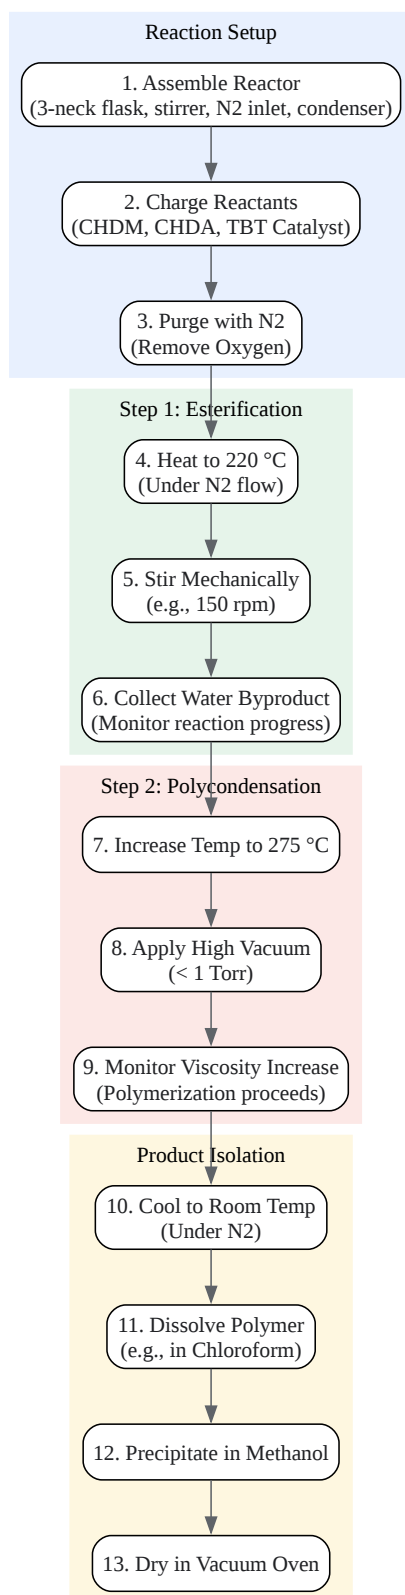 Reaction Setup
1. Assemble Reactor
(3-neck flask, stirrer, N2 inlet, condenser)
2. Charge Reactants
(CHDM, CHDA, TBT Catalyst)
3. Purge with N2
(Remove Oxygen)
Step 1: Esterification
4. Heat to 220 °C
(Under N2 flow)
5. Stir Mechanically
(e.g., 150 rpm)
6. Collect Water Byproduct
(Monitor reaction progress)
Step 2: Polycondensation
7. Increase Temp to 275 °C
8. Apply High Vacuum
(< 1 Torr)
9. Monitor Viscosity Increase
(Polymerization proceeds)
Product Isolation
10. Cool to Room Temp
(Under N2)
11. Dissolve Polymer
(e.g., in Chloroform)
12. Precipitate in Methanol
13. Dry in Vacuum Oven